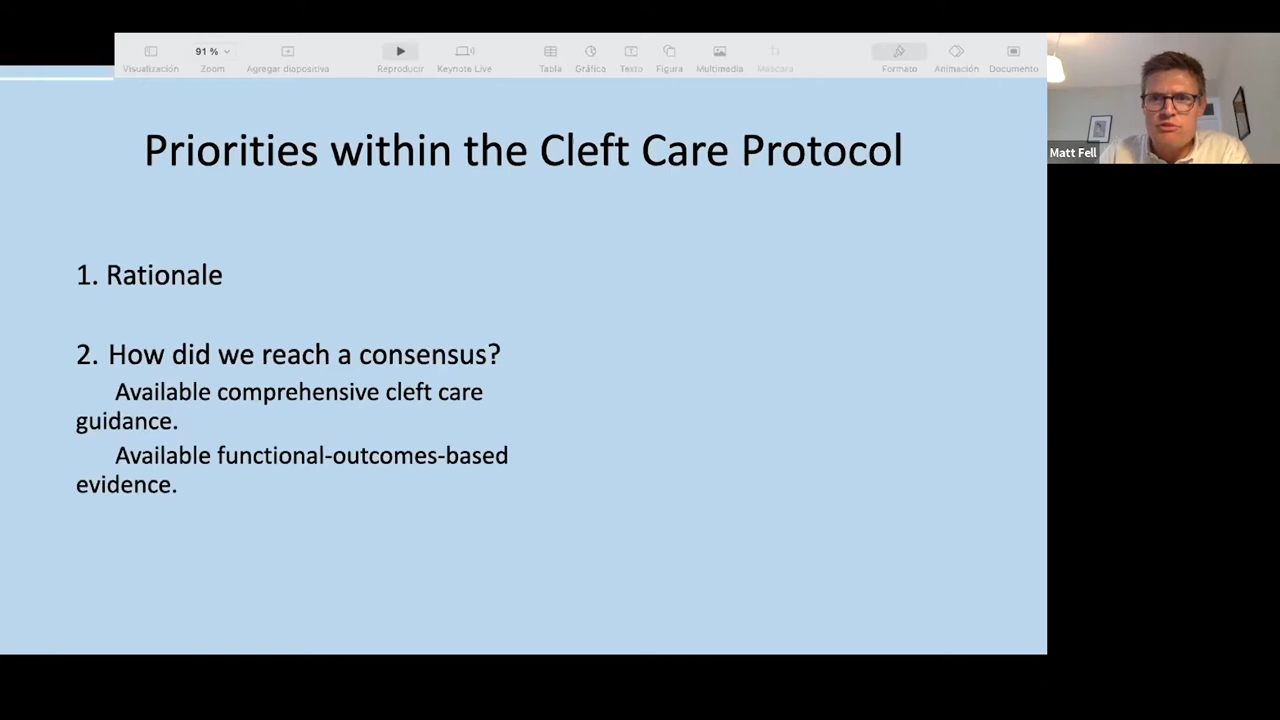 91 %
Visualización Zoom Agregar diapositiva Reproducir Keynote Live Tabla Gráfica Texto Figura Multimedia Máscara Formato Animación Documento
Priorities within the Cleft Care Protocol
Matt Fell
1. Rationale
2. How did we reach a consensus?
Available comprehensive cleft care
guidance.
Available functional-outcomes-based
evidence.